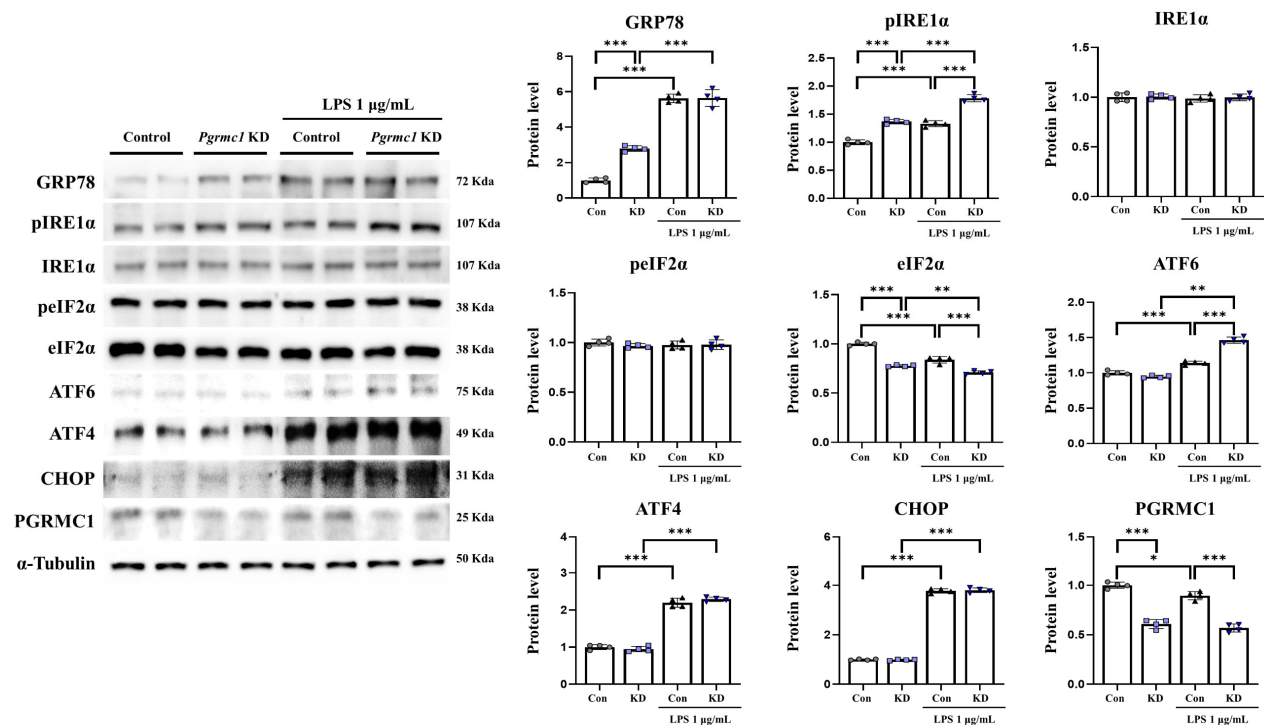 LPS 1 μg/mL
Control Pgrmc1 KD Control Pgrmc1 KD
GRP78 72 Kda
pIRE1α 107 Kda
IRE1α 107 Kda
peIF2α 38 Kda
eIF2α 38 Kda
ATF6 75 Kda
ATF4 49 Kda
CHOP 31 Kda
PGRMC1 25 Kda
α-Tubulin 50 Kda
GRP78
*** ***
***
Protein level
8
6
4
2
0
Con KD Con KD
LPS 1 μg/mL
pIRE1α
*** ***
*** ***
Protein level
2.5
2.0
1.5
1.0
0.5
0.0
Con KD Con KD
LPS 1 μg/mL
IRE1α
Protein level
1.5
1.0
0.5
0.0
Con KD Con KD
LPS 1 μg/mL
peIF2α
Protein level
1.5
1.0
0.5
0.0
Con KD Con KD
LPS 1 μg/mL
eIF2α
*** **
*** ***
Protein level
1.5
1.0
0.5
0.0
Con KD Con KD
LPS 1 μg/mL
ATF6
**
*** ***
Protein level
2.0
1.5
1.0
0.5
0.0
Con KD Con KD
LPS 1 μg/mL
ATF4
***
***
Protein level
4
3
2
1
0
Con KD Con KD
LPS 1 μg/mL
CHOP
***
***
Protein level
6
4
2
0
Con KD Con KD
LPS 1 μg/mL
PGRMC1
*** ***
*
Protein level
1.5
1.0
0.5
0.0
Con KD Con KD
LPS 1 μg/mL